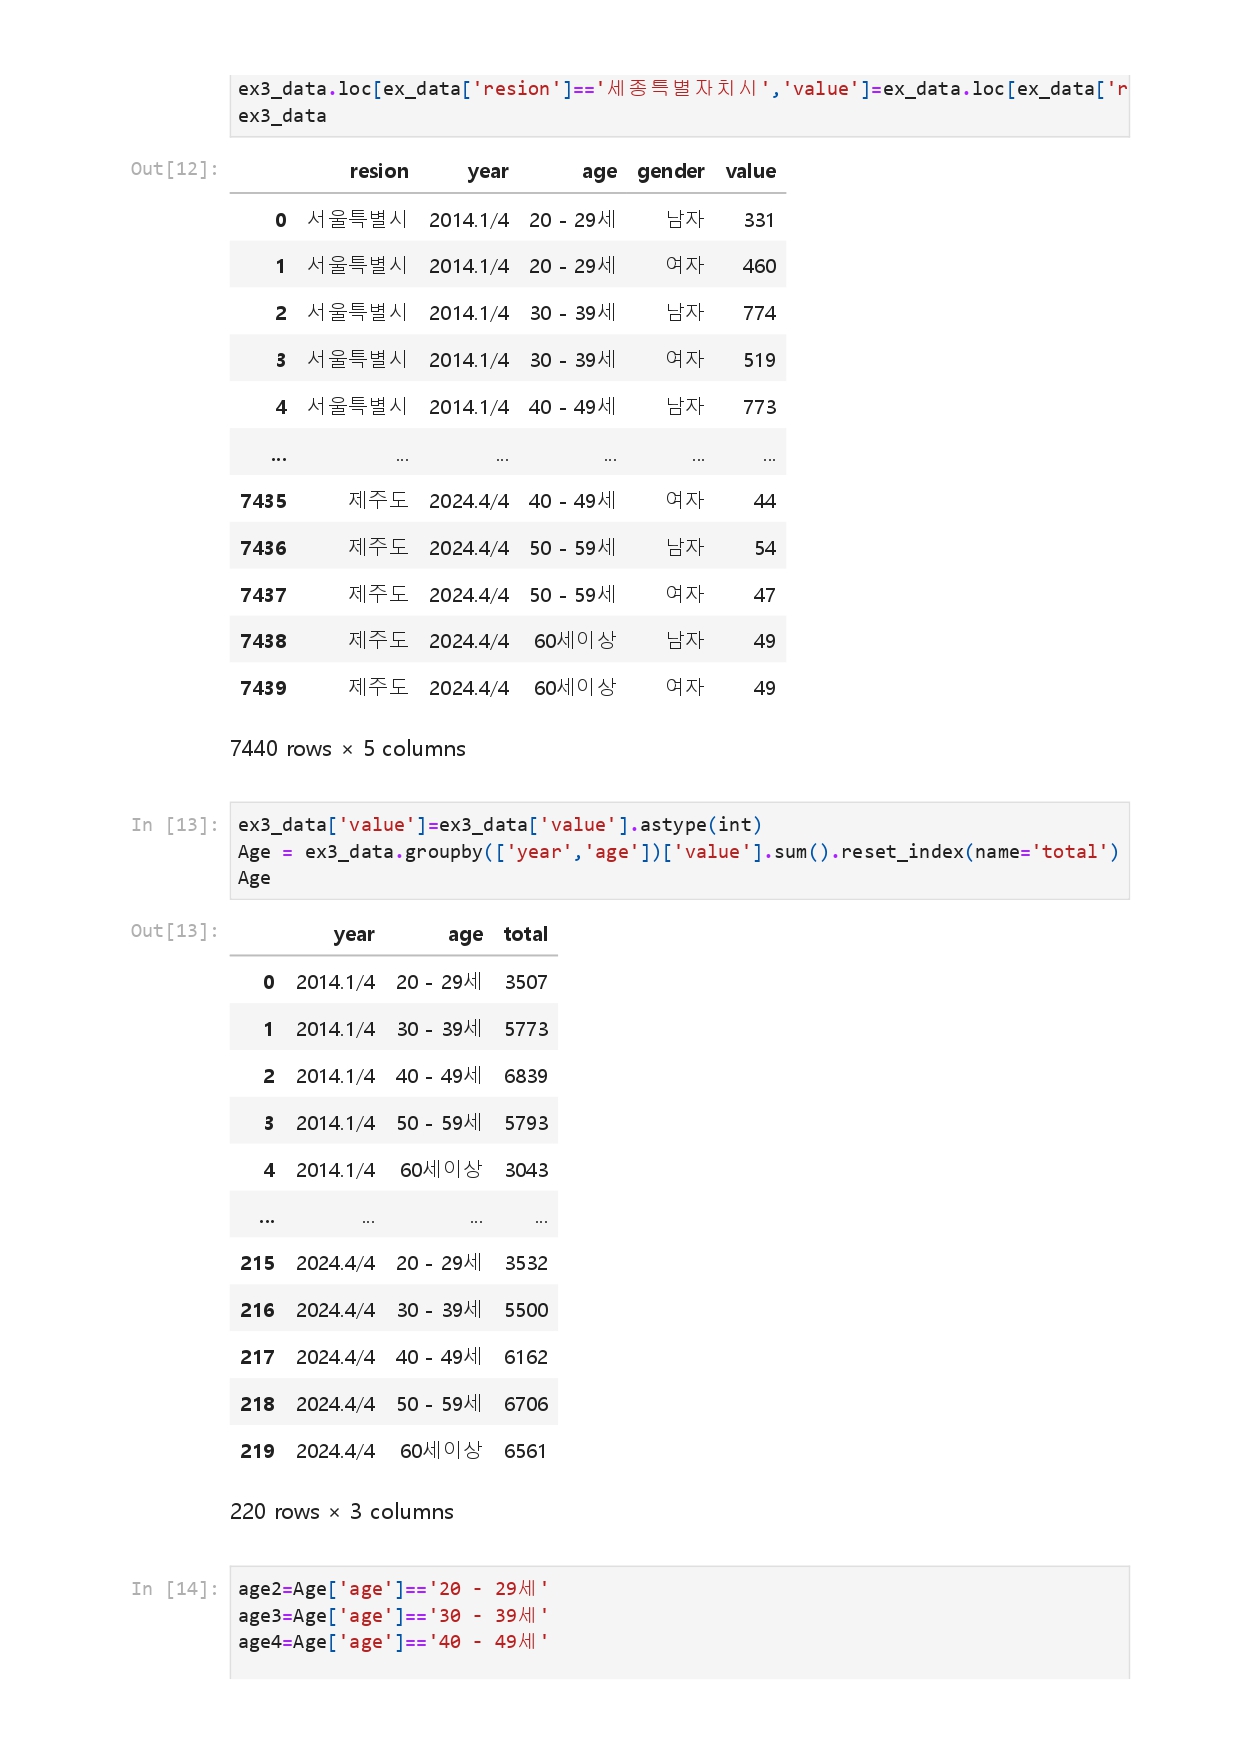 ex3_data.loc[ex_data['resion']=='세종특별자치시','value']=ex_data.loc[ex_data['r
ex3_data
Out[12]:
resion year age gender value
0 서울특별시 2014.1/4 20 - 29세 남자 331
1 서울특별시 2014.1/4 20 - 29세 여자 460
2 서울특별시 2014.1/4 30 - 39세 남자 774
3 서울특별시 2014.1/4 30 - 39세 여자 519
4 서울특별시 2014.1/4 40 - 49세 남자 773
... ... ... ... ... ...
7435 제주도 2024.4/4 40 - 49세 여자 44
7436 제주도 2024.4/4 50 - 59세 남자 54
7437 제주도 2024.4/4 50 - 59세 여자 47
7438 제주도 2024.4/4 60세이상 남자 49
7439 제주도 2024.4/4 60세이상 여자 49
7440 rows × 5 columns
In [13]:
ex3_data['value']=ex3_data['value'].astype(int)
Age = ex3_data.groupby(['year','age'])['value'].sum().reset_index(name='total')
Age
Out[13]:
year age total
0 2014.1/4 20 - 29세 3507
1 2014.1/4 30 - 39세 5773
2 2014.1/4 40 - 49세 6839
3 2014.1/4 50 - 59세 5793
4 2014.1/4 60세이상 3043
... ... ... ...
215 2024.4/4 20 - 29세 3532
216 2024.4/4 30 - 39세 5500
217 2024.4/4 40 - 49세 6162
218 2024.4/4 50 - 59세 6706
219 2024.4/4 60세이상 6561
220 rows × 3 columns
In [14]:
age2=Age['age']=='20 - 29세'
age3=Age['age']=='30 - 39세'
age4=Age['age']=='40 - 49세'